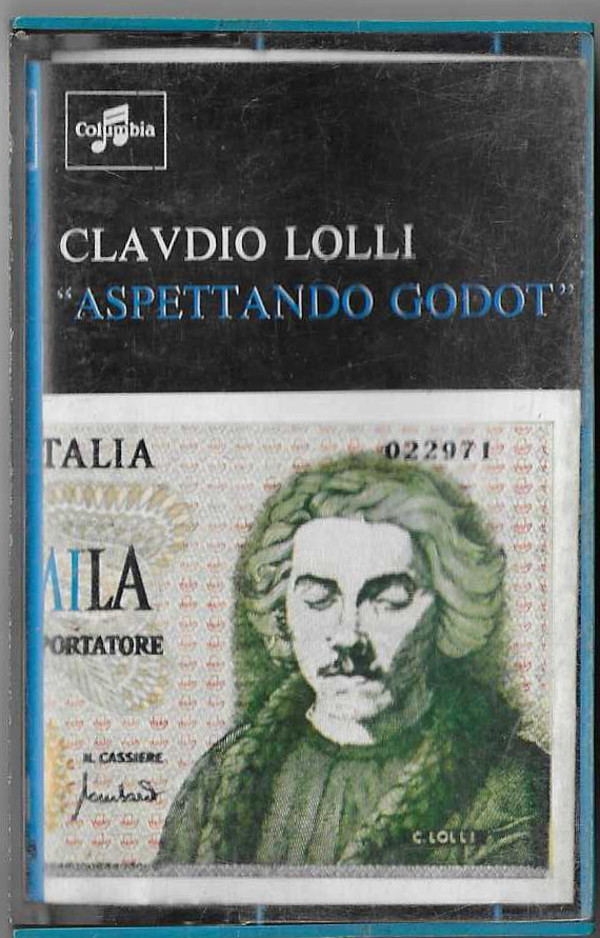 Columbia
CLAVDIO LOLLI
"ASPETTANDO GODOT"
TALIA
022971
MILA
PORTATORE
IL CASSIERE
C. LOLLI